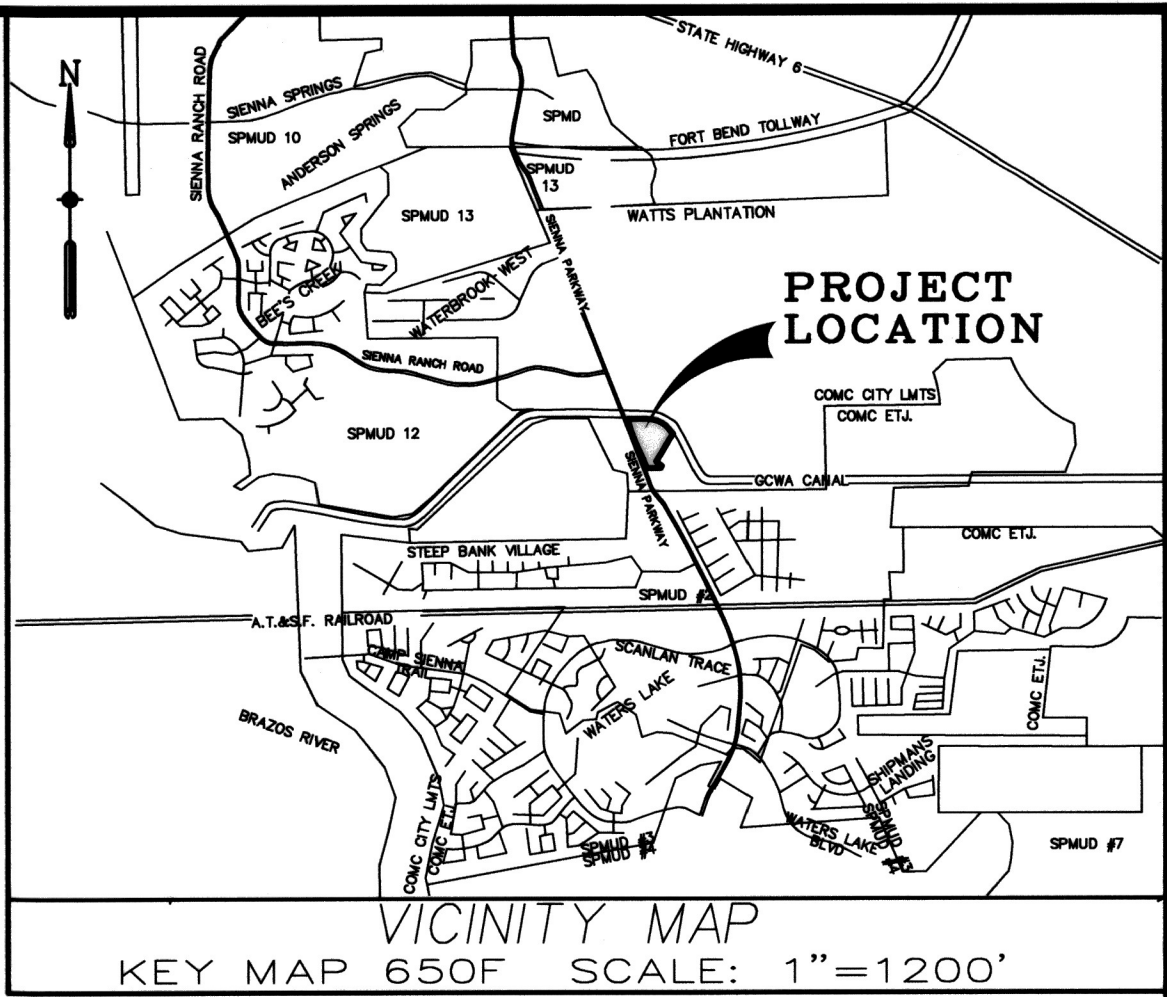 N
STATE HIGHWAY 6
SIENNA RANCH ROAD
SIENNA SPRINGS
SPMUD 10
ANDERSON SPRINGS
SPMD
FORT BEND TOLLWAY
SPMUD
13
SPMUD 13
WATTS PLANTATION
SIENNA PARKWAY
BEE'S CREEK
WATERBROOK WEST
PROJECT
LOCATION
SIENNA RANCH ROAD
COMC CITY LMTS
COMC ETJ.
SPMUD 12
SIENNA PARKWAY
GCWA CANAL
COMC ETJ.
STEEP BANK VILLAGE
SPMUD #2
A.T.&S.F. RAILROAD
CAMP SIENNA
TRAIL
SCANLAN TRACE
WATERS LAKE
COMC ETJ.
BRAZOS RIVER
SHIPMANS
LANDING
COMC CITY LMTS
COMC ETJ.
WATERS LAKE
BLVD
SPMUD #3
SPMUD #4
SPMUD #3
SPMUD #4
SPMUD #7
VICINITY MAP
KEY MAP 650F SCALE: 1"=1200'